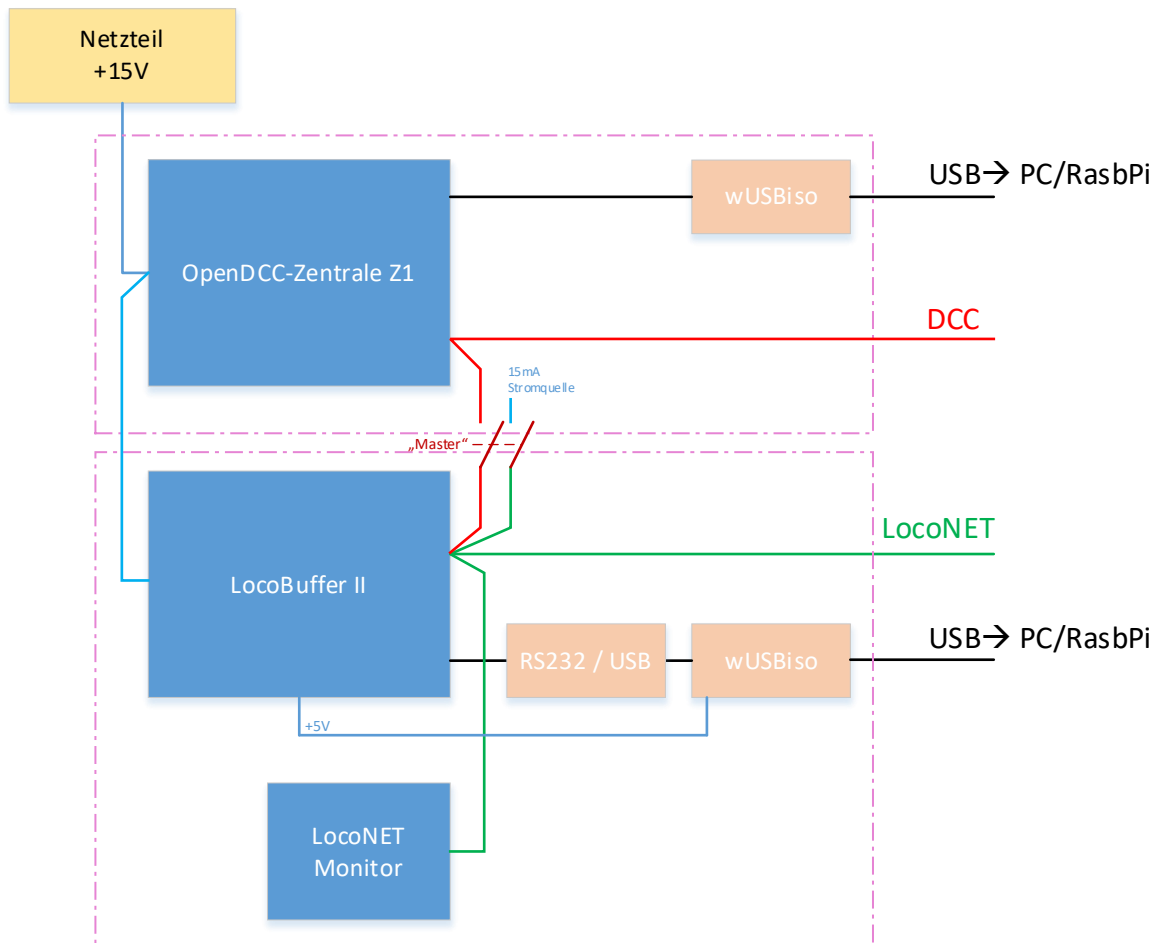 Netzteil
+15V
OpenDCC-Zentrale Z1
wUSBiso
USB→ PC/RasbPi
DCC
15mA
Stromquelle
„Master“
LocoBuffer II
LocoNET
RS232 / USB
wUSBiso
USB→ PC/RasbPi
+5V
LocoNET
Monitor